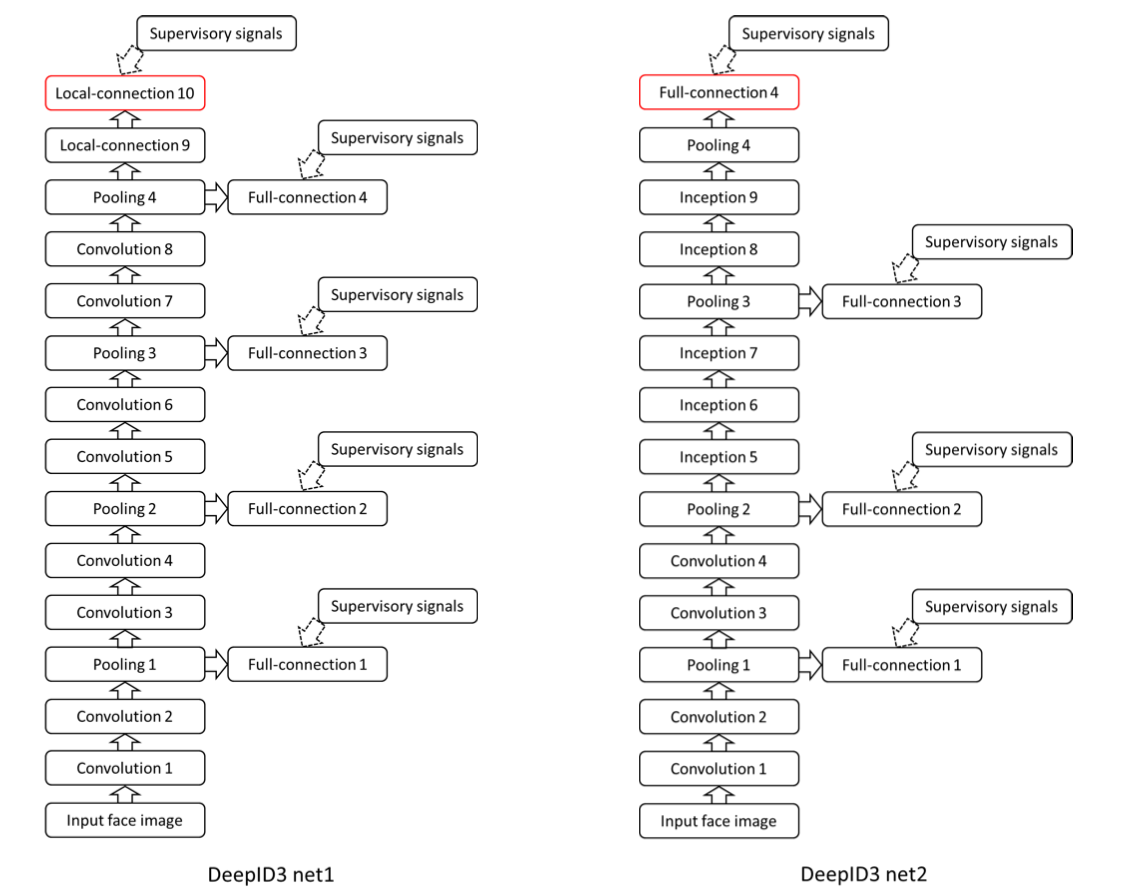 Supervisory signals
Local-connection 10
Local-connection 9
Supervisory signals
Pooling 4
Full-connection 4
Convolution 8
Convolution 7
Supervisory signals
Pooling 3
Full-connection 3
Convolution 6
Convolution 5
Supervisory signals
Pooling 2
Full-connection 2
Convolution 4
Convolution 3
Supervisory signals
Pooling 1
Full-connection 1
Convolution 2
Convolution 1
Input face image
DeepID3 net1
Supervisory signals
Full-connection 4
Pooling 4
Inception 9
Inception 8
Supervisory signals
Pooling 3
Full-connection 3
Inception 7
Inception 6
Inception 5
Supervisory signals
Pooling 2
Full-connection 2
Convolution 4
Convolution 3
Supervisory signals
Pooling 1
Full-connection 1
Convolution 2
Convolution 1
Input face image
DeepID3 net2